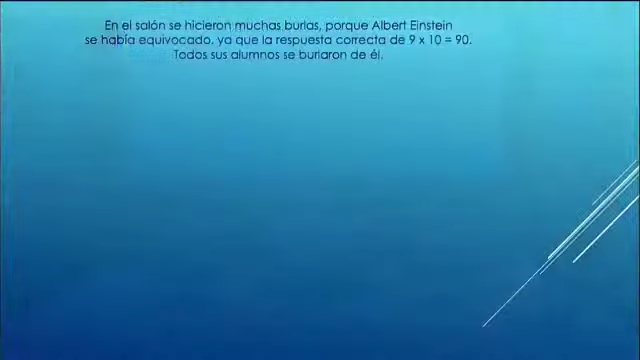 En el salón se hicieron muchas burlas, porque Albert Einstein
se había equivocado, ya que la respuesta correcta de 9 x 10 = 90.
Todos sus alumnos se burlaron de él.